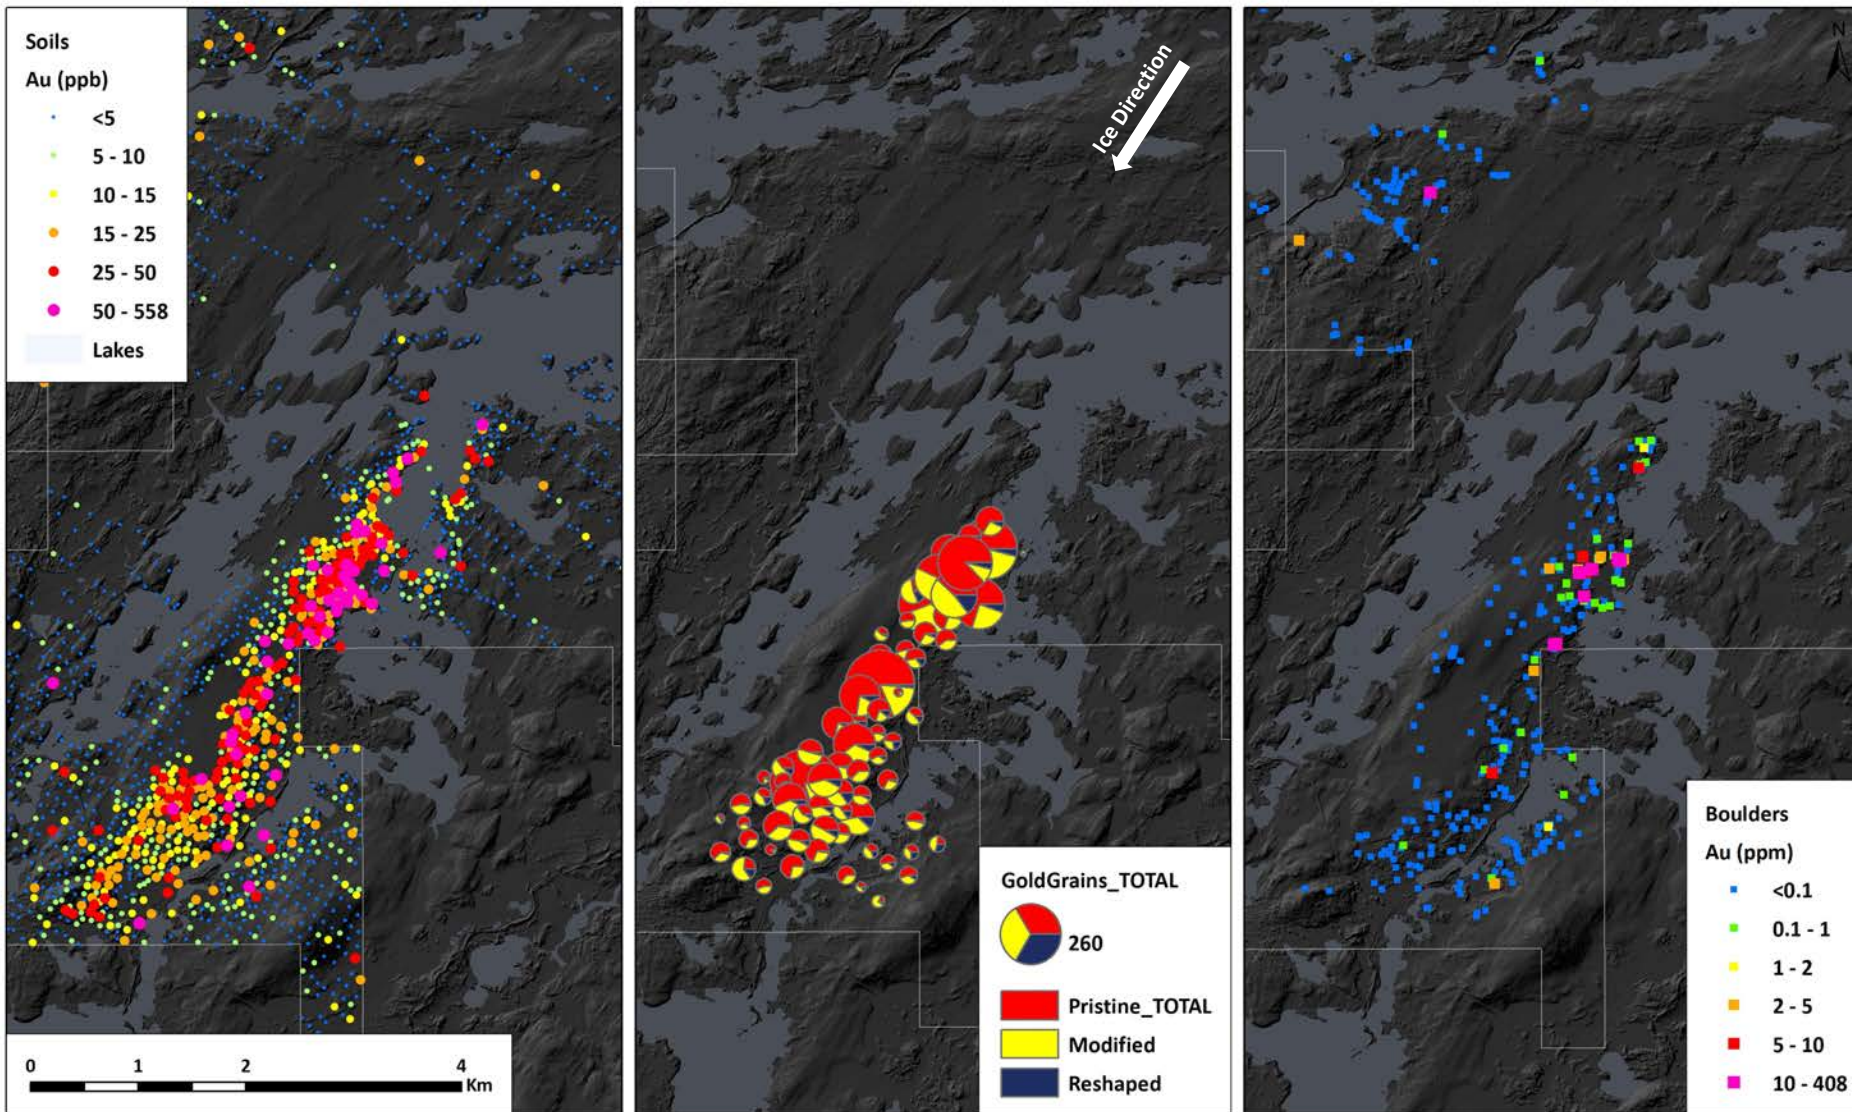 Soils
Au (ppb)
<5
5 - 10
10 - 15
15 - 25
25 - 50
50 - 558
Lakes
0 1 2 4
Km
Ice Direction
GoldGrains_TOTAL
260
Pristine_TOTAL
Modified
Reshaped
N
Boulders
Au (ppm)
<0.1
0.1 - 1
1 - 2
2 - 5
5 - 10
10 - 408